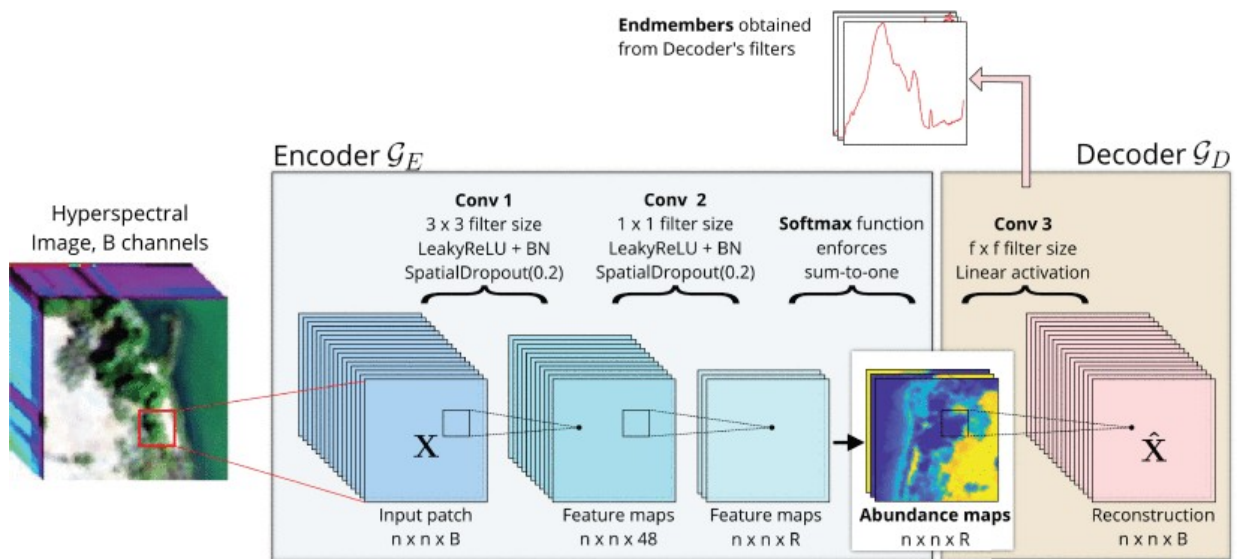 Endmembers obtained
from Decoder's filters
Encoder 𝒢_E
Decoder 𝒢_D
Hyperspectral
Image, B channels
Conv 1
3 x 3 filter size
LeakyReLU + BN
SpatialDropout(0.2)
Conv 2
1 x 1 filter size
LeakyReLU + BN
SpatialDropout(0.2)
Softmax function
enforces
sum-to-one
Conv 3
f x f filter size
Linear activation
X
X̂
Input patch
n x n x B
Feature maps
n x n x 48
Feature maps
n x n x R
Abundance maps
n x n x R
Reconstruction
n x n x B